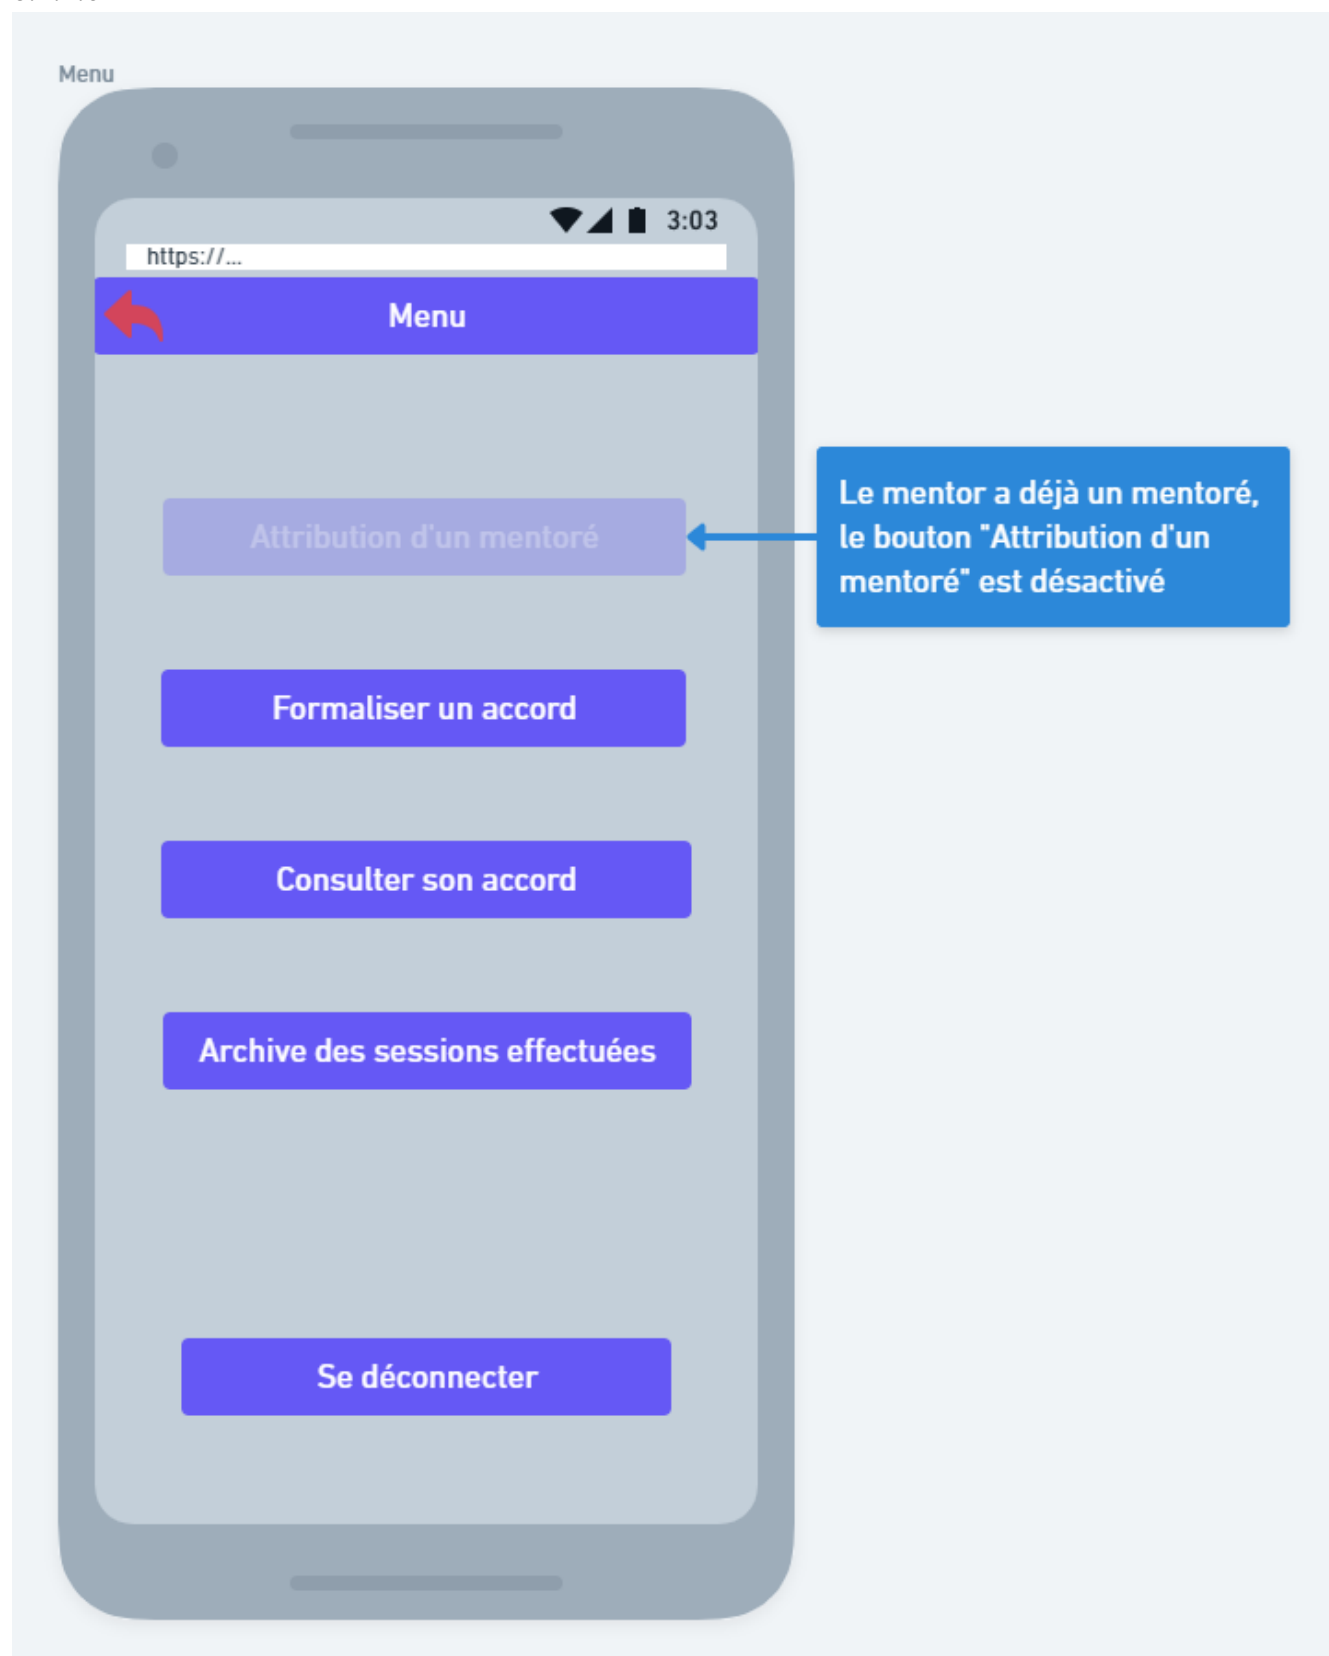 Menu
3:03
https://...
Menu
Attribution d'un mentoré
Le mentor a déjà un mentoré,
le bouton "Attribution d'un
mentoré" est désactivé
Formaliser un accord
Consulter son accord
Archive des sessions effectuées
Se déconnecter